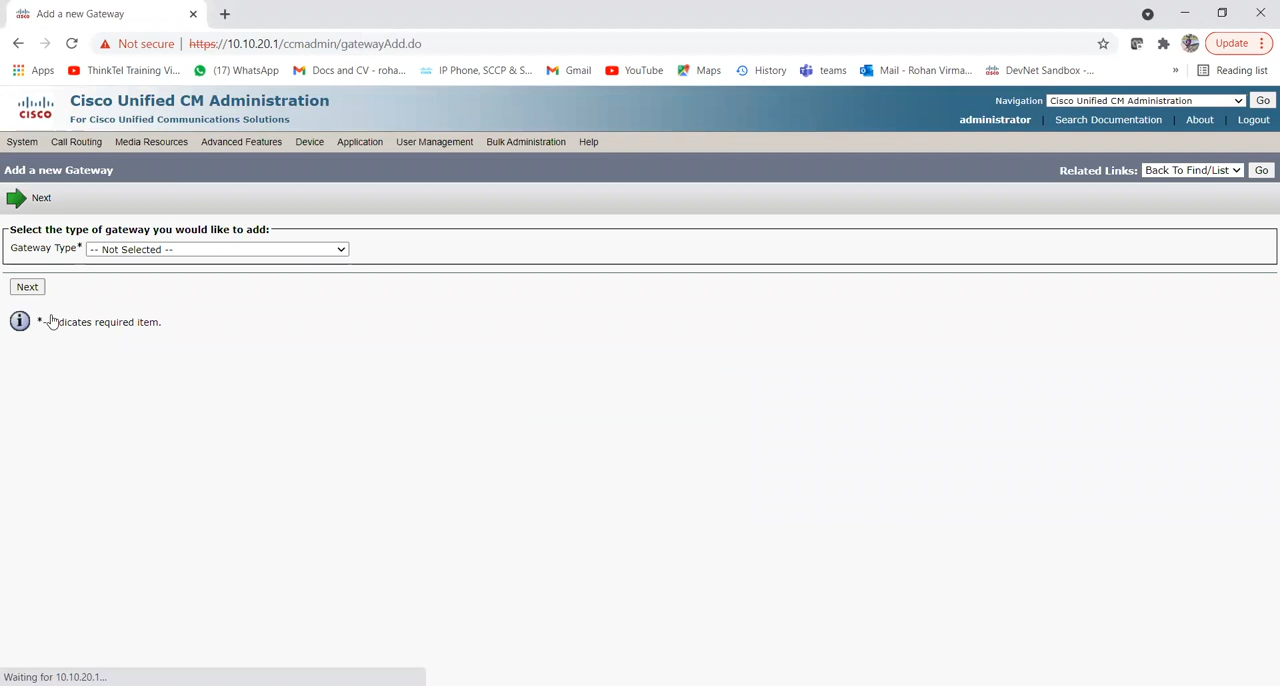 Add a new Gateway
Not secure | https://10.10.20.1/ccmadmin/gatewayAdd.do
Update
Apps
ThinkTel Training Vi...
(17) WhatsApp
Docs and CV - roha...
IP Phone, SCCP & S...
Gmail
YouTube
Maps
History
teams
Mail - Rohan Virma...
DevNet Sandbox -...
»
Reading list
CISCO
Cisco Unified CM Administration
For Cisco Unified Communications Solutions
Navigation Cisco Unified CM Administration Go
administrator | Search Documentation | About | Logout
System Call Routing Media Resources Advanced Features Device Application User Management Bulk Administration Help
Add a new Gateway
Related Links: Back To Find/List Go
Next
Select the type of gateway you would like to add:
Gateway Type* -- Not Selected --
Next
i
*- dicates required item.
Waiting for 10.10.20.1...